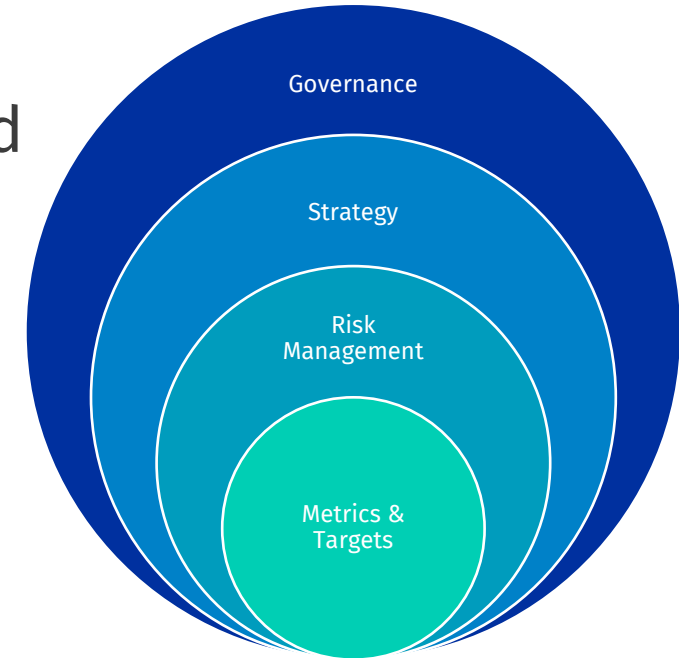 Governance
d
Strategy
Risk
Management
Metrics &
Targets